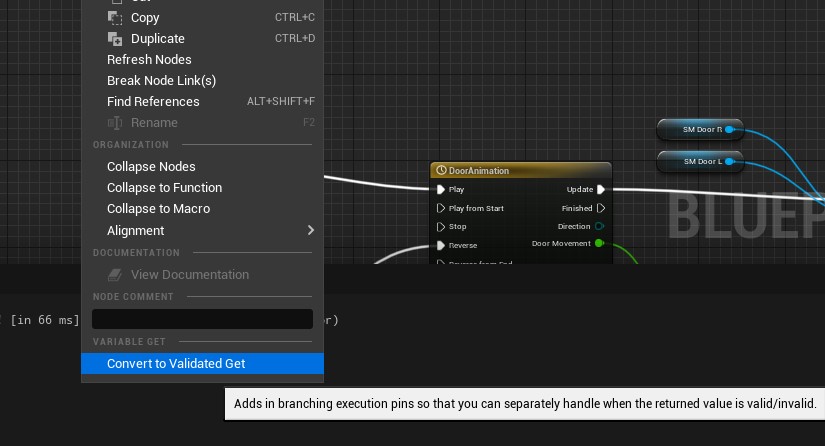 Copy CTRL+C
Duplicate CTRL+D
Refresh Nodes
Break Node Link(s)
Find References ALT+SHIFT+F
Rename F2
ORGANIZATION
Collapse Nodes
Collapse to Function
Collapse to Macro
Alignment
DOCUMENTATION
View Documentation
NODE COMMENT
VARIABLE GET
Convert to Validated Get
Adds in branching execution pins so that you can separately handle when the returned value is valid/invalid.
[in 66 ms]
or)
DoorAnimation
Play Update
Play from Start Finished
Stop Direction
Reverse Door Movement
Reverse from End
SM Door R
SM Door L
BLUEP